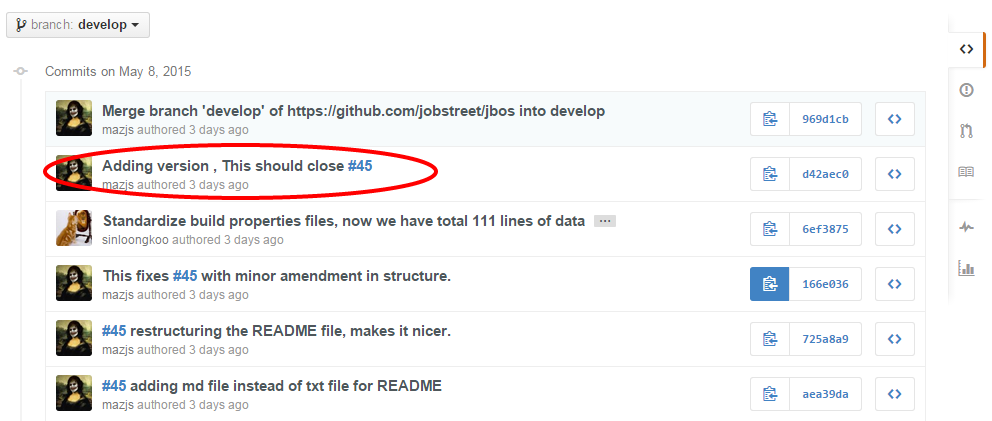 branch: develop
Commits on May 8, 2015
Merge branch 'develop' of https://github.com/jobstreet/jbos into develop
mazjs authored 3 days ago
969d1cb
Adding version , This should close #45
mazjs authored 3 days ago
d42aec0
Standardize build properties files, now we have total 111 lines of data ...
sinloongkoo authored 3 days ago
6ef3875
This fixes #45 with minor amendment in structure.
mazjs authored 3 days ago
166e036
#45 restructuring the README file, makes it nicer.
mazjs authored 3 days ago
725a8a9
#45 adding md file instead of txt file for README
mazjs authored 3 days ago
aea39da